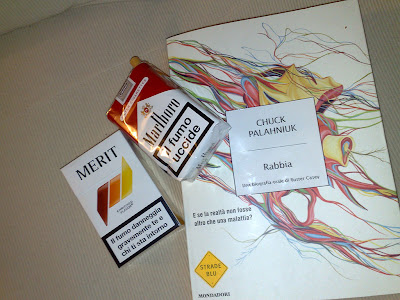 Marlboro
Il fumo
uccide
MERIT
Il fumo danneggia
gravemente te e
chi ti sta intorno
CHUCK
PALAHNIUK
Rabbia
Una biografia orale di Buster Casey
E se la realtà non fosse
altro che una malattia?
STRADE
BLU
MONDADORI